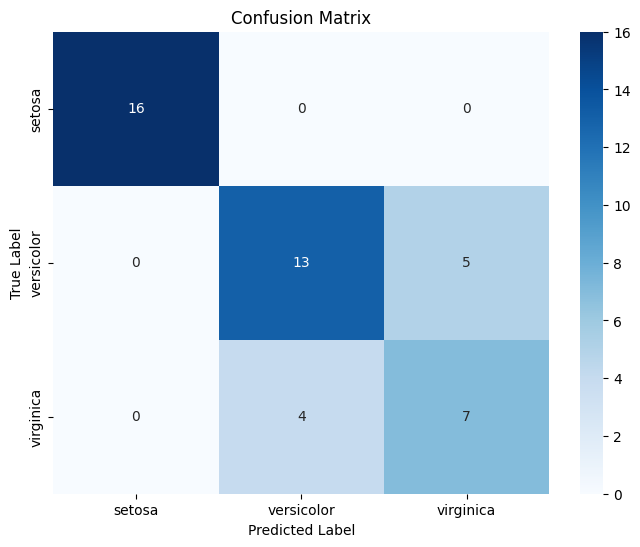 Confusion Matrix
True Label
setosa
versicolor
virginica
16 0 0
0 13 5
0 4 7
setosa versicolor virginica
Predicted Label
16
14
12
10
8
6
4
2
0